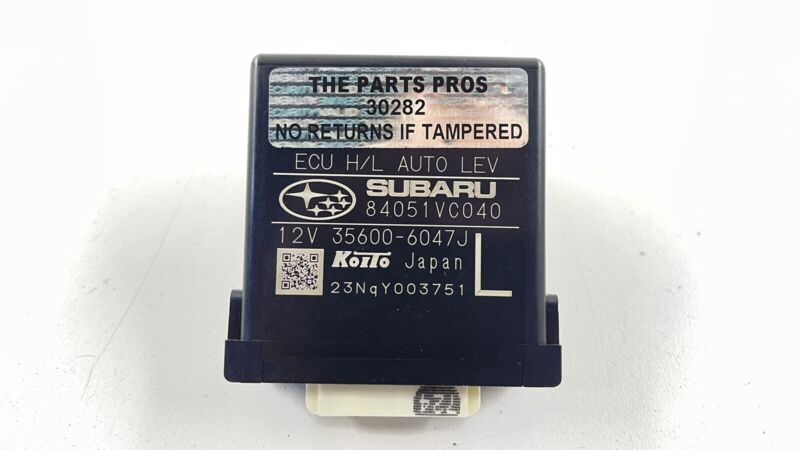 THE PARTS PROS
30282
NO RETURNS IF TAMPERED
ECU H/L AUTO LEV
SUBARU
84051VC040
12V 35600-6047J
KOITO Japan
23NqY003751 L